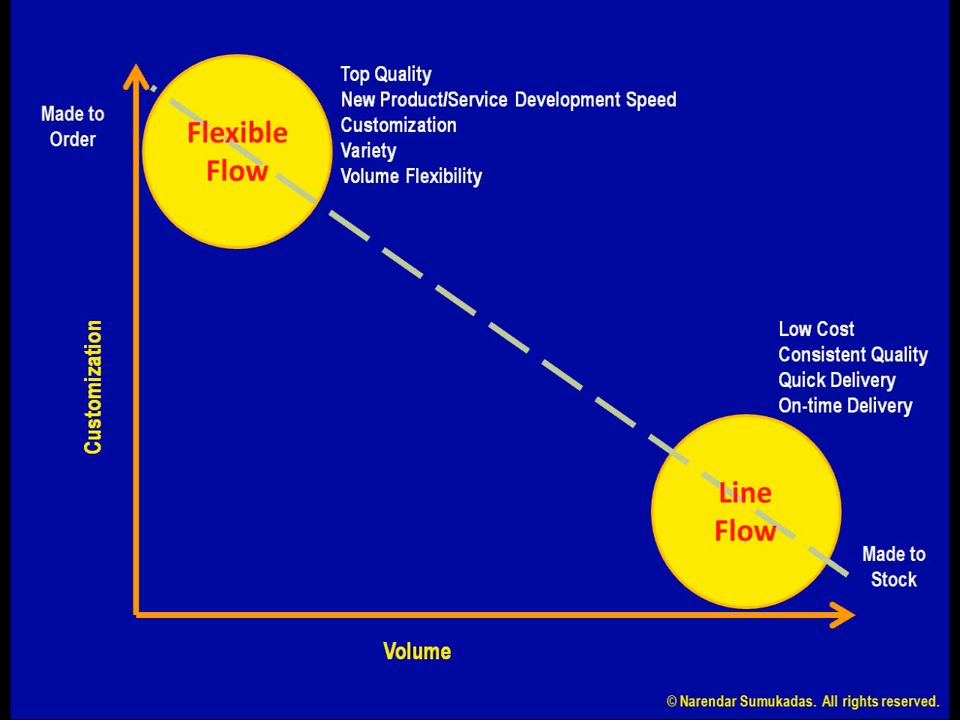 Made to
Order
Flexible
Flow
Top Quality
New Product/Service Development Speed
Customization
Variety
Volume Flexibility
Customization
Low Cost
Consistent Quality
Quick Delivery
On-time Delivery
Line
Flow
Made to
Stock
Volume
© Narendar Sumukadas. All rights reserved.